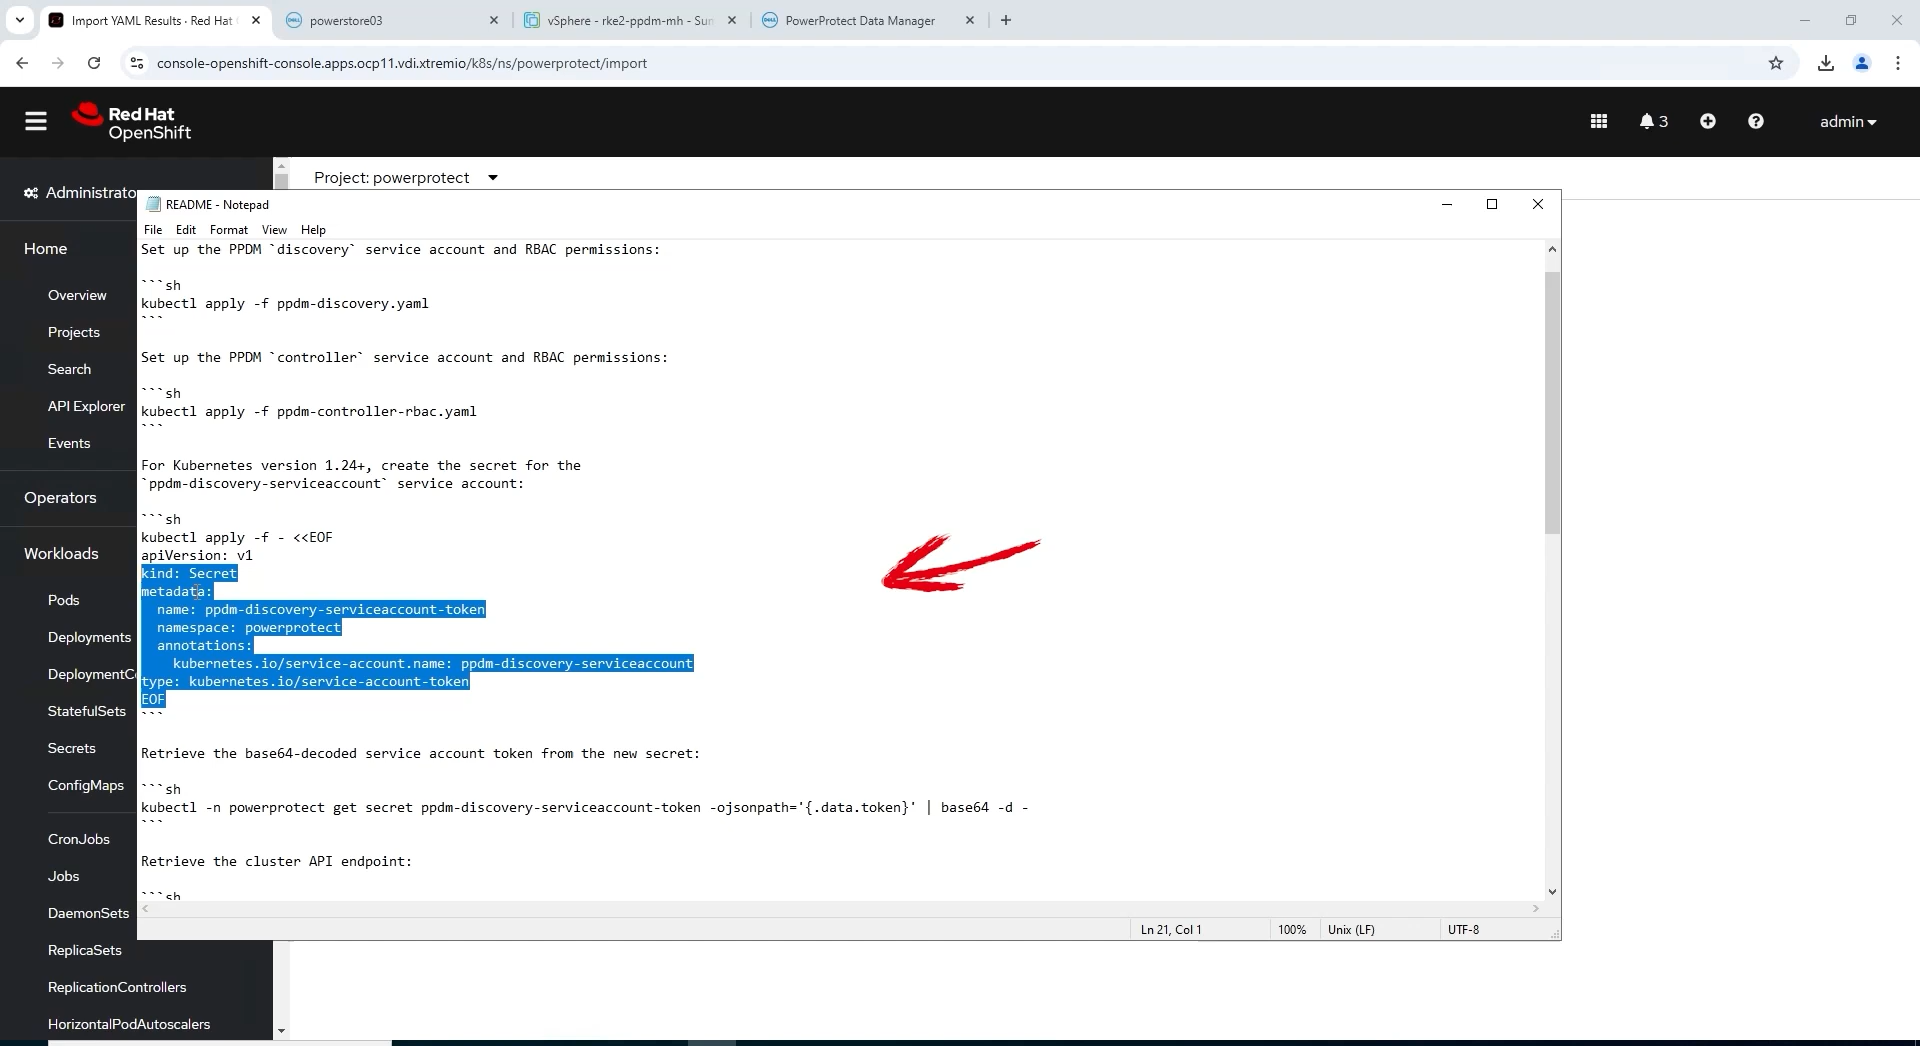 Import YAML Results · Red Hat
powerstore03
vSphere - rke2-ppdm-mh - Sum
PowerProtect Data Manager
console-openshift-console.apps.ocp11.vdi.xtremio/k8s/ns/powerprotect/import
Red Hat
OpenShift
3
admin
Administrato
Project: powerprotect
Home
Overview
Projects
Search
API Explorer
Events
Operators
Workloads
Pods
Deployments
DeploymentCo
StatefulSets
Secrets
ConfigMaps
CronJobs
Jobs
DaemonSets
ReplicaSets
ReplicationControllers
HorizontalPodAutoscalers
README - Notepad
File Edit Format View Help
Set up the PPDM `discovery` service account and RBAC permissions:
```sh
kubectl apply -f ppdm-discovery.yaml
```
Set up the PPDM `controller` service account and RBAC permissions:
```sh
kubectl apply -f ppdm-controller-rbac.yaml
```
For Kubernetes version 1.24+, create the secret for the
`ppdm-discovery-serviceaccount` service account:
```sh
kubectl apply -f - <<EOF
apiVersion: v1
kind: Secret
metadata:
  name: ppdm-discovery-serviceaccount-token
  namespace: powerprotect
  annotations:
    kubernetes.io/service-account.name: ppdm-discovery-serviceaccount
type: kubernetes.io/service-account-token
EOF
```
Retrieve the base64-decoded service account token from the new secret:
```sh
kubectl -n powerprotect get secret ppdm-discovery-serviceaccount-token -ojsonpath='{.data.token}' | base64 -d -
```
Retrieve the cluster API endpoint:
```sh
Ln 21, Col 1
100%
Unix (LF)
UTF-8